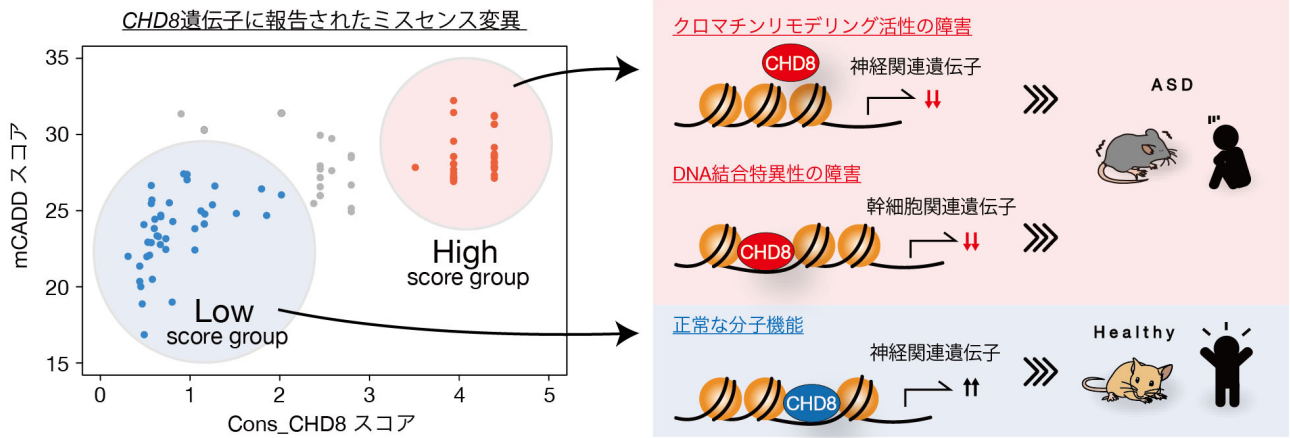 CHD8遺伝子に報告されたミスセンス変異
mCADD スコア
35
30
25
20
15
0
1
2
3
4
5
Cons_CHD8 スコア
High
score group
Low
score group
クロマチンリモデリング活性の障害
CHD8
神経関連遺伝子
ASD
DNA結合特異性の障害
幹細胞関連遺伝子
CHD8
正常な分子機能
神経関連遺伝子
CHD8
Healthy